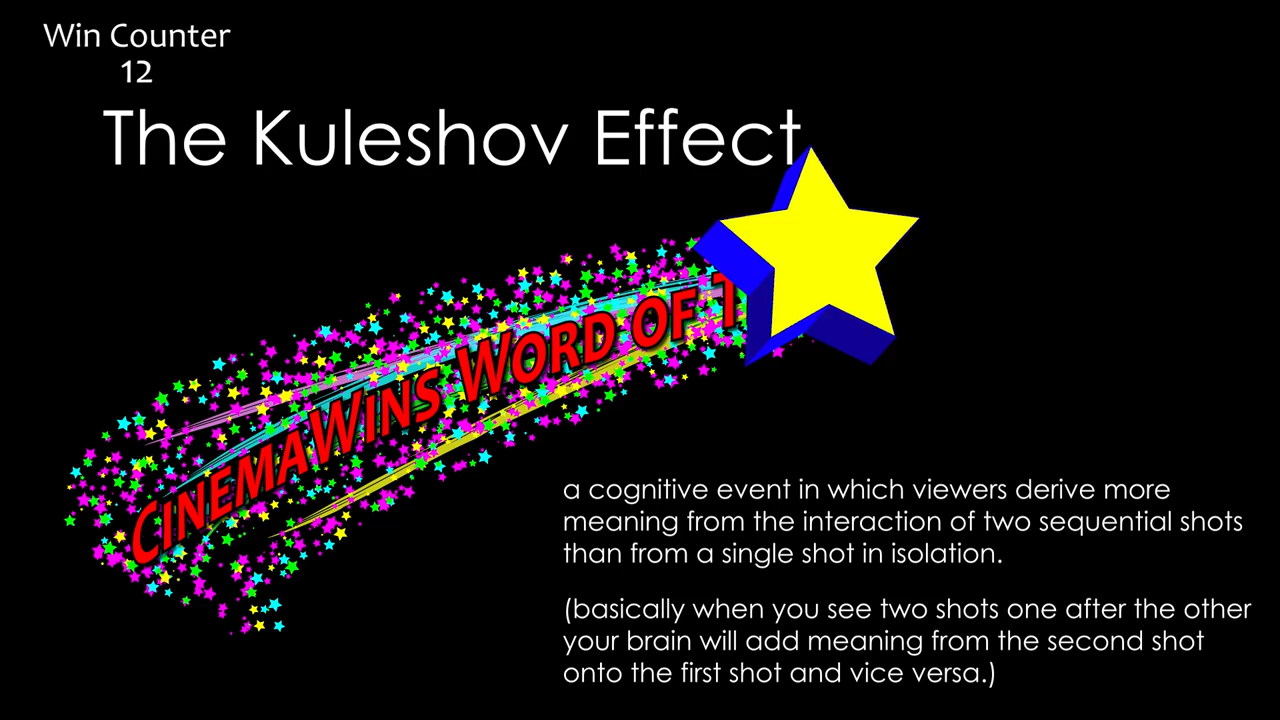 Win Counter
12
The Kuleshov Effect
CINEMAWINS WORD OF T
a cognitive event in which viewers derive more
meaning from the interaction of two sequential shots
than from a single shot in isolation.
(basically when you see two shots one after the other
your brain will add meaning from the second shot
onto the first shot and vice versa.)